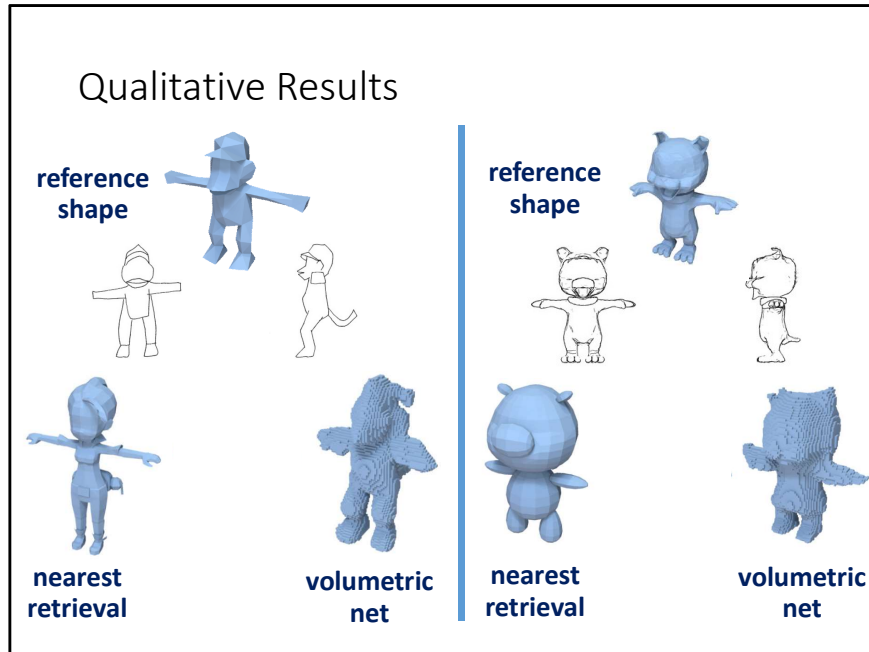 Qualitative Results
reference
shape
nearest
retrieval
volumetric
net
reference
shape
nearest
retrieval
volumetric
net